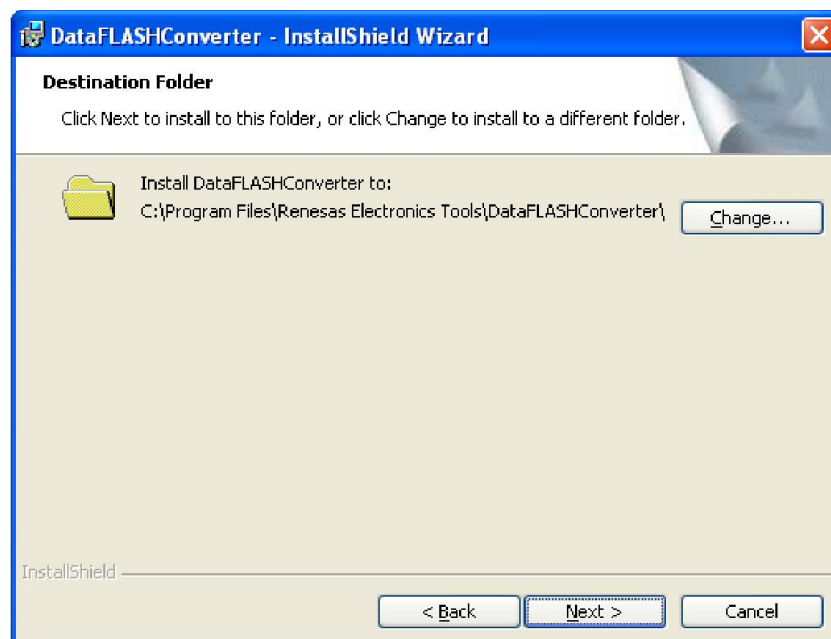 DataFLASHConverter - InstallShield Wizard
Destination Folder
Click Next to install to this folder, or click Change to install to a different folder.
Install DataFLASHConverter to:
C:\Program Files\Renesas Electronics Tools\DataFLASHConverter\
Change...
InstallShield
< Back
Next >
Cancel